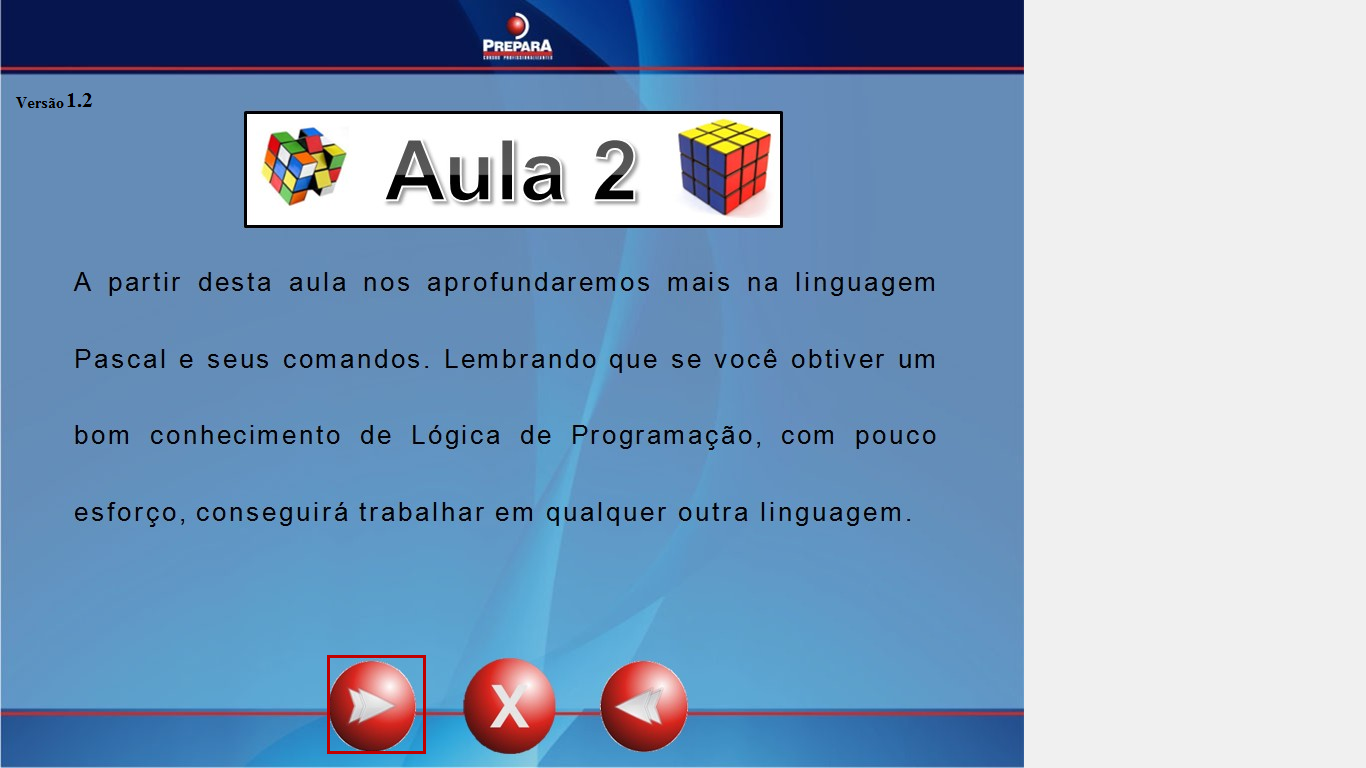 PREPARA
CURSOS PROFISSIONALIZANTES
Versão 1.2
Aula 2
A partir desta aula nos aprofundaremos mais na linguagem
Pascal e seus comandos. Lembrando que se você obtiver um
bom conhecimento de Lógica de Programação, com pouco
esforço, conseguirá trabalhar em qualquer outra linguagem.
X